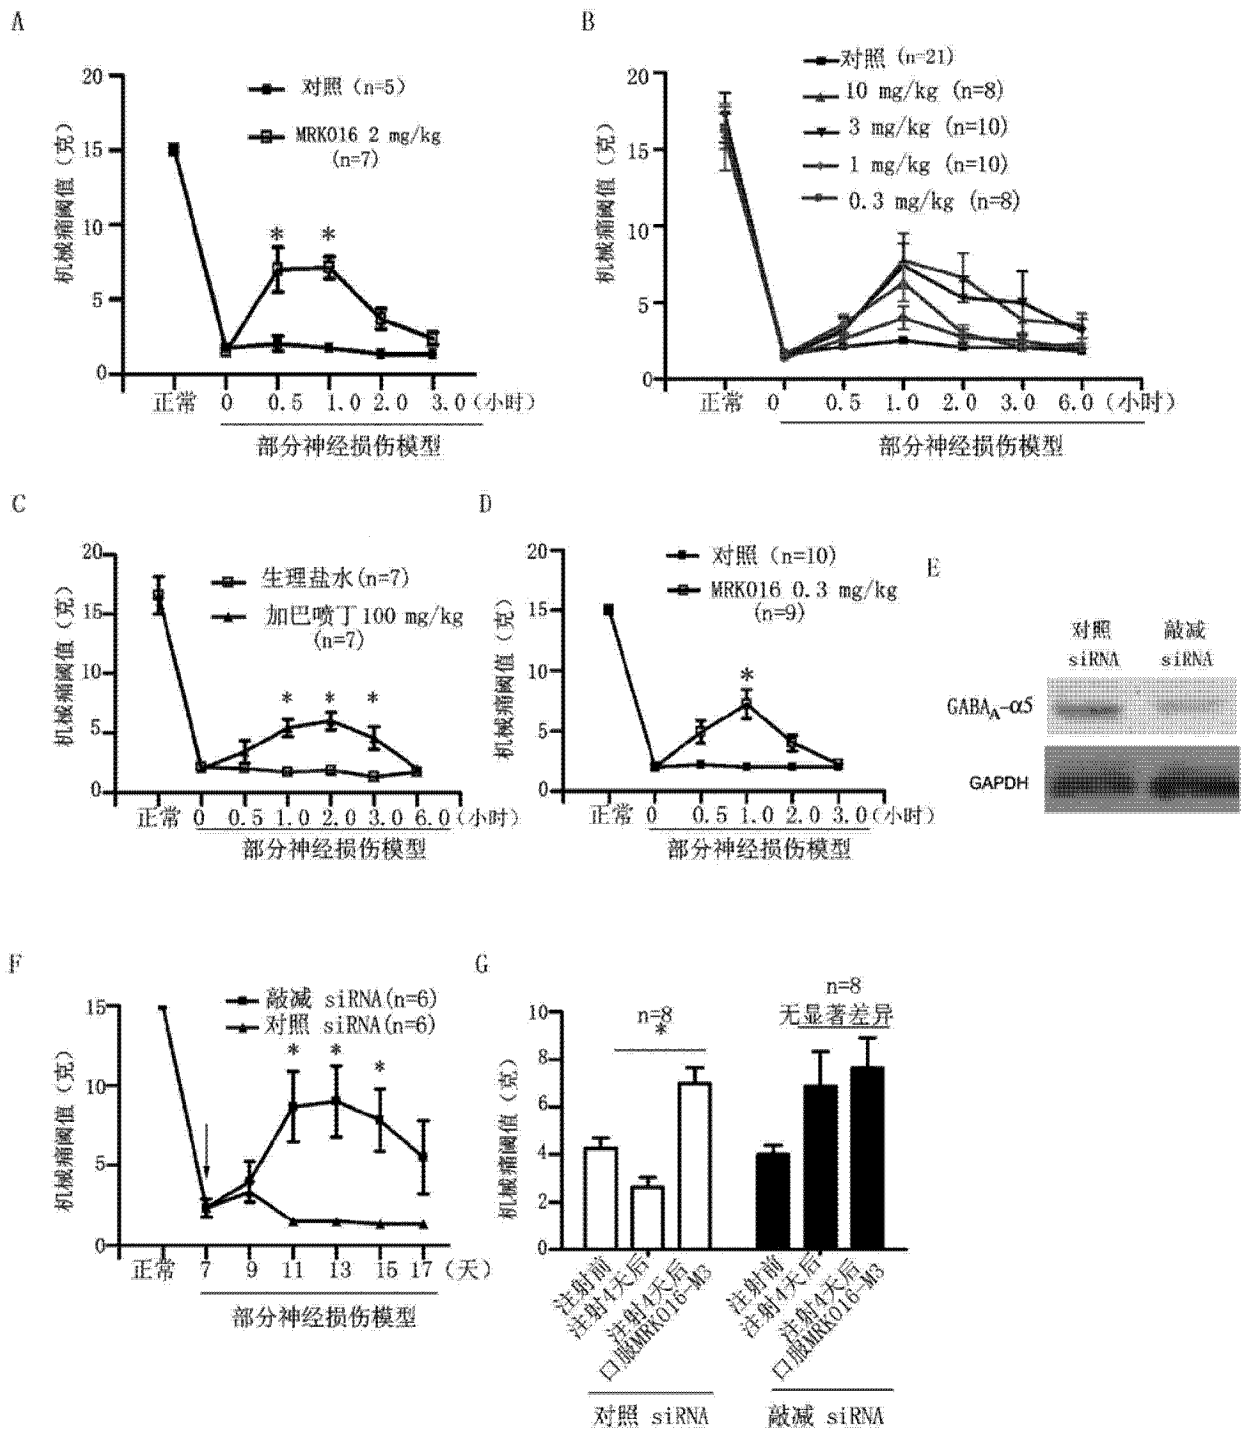 A
机械痛阈值（克）
20
15
10
5
0
对照（n=5）
MRK016 2 mg/kg
(n=7)
*
*
正常 0 0.5 1.0 2.0 3.0（小时）
部分神经损伤模型
B
机械痛阈值（克）
20
15
10
5
0
对照 (n=21)
10 mg/kg (n=8)
3 mg/kg (n=10)
1 mg/kg (n=10)
0.3 mg/kg (n=8)
正常 0 0.5 1.0 2.0 3.0 6.0（小时）
部分神经损伤模型
C
机械痛阈值（克）
20
15
10
5
0
生理盐水(n=7)
加巴喷丁100 mg/kg
(n=7)
* * *
正常 0 0.5 1.0 2.0 3.0 6.0（小时）
部分神经损伤模型
D
机械痛阈值（克）
20
15
10
5
0
对照（n=10）
MRK016 0.3 mg/kg
(n=9)
*
正常 0 0.5 1.0 2.0 3.0（小时）
部分神经损伤模型
E
对照 敲减
siRNA siRNA
GABAA-α5
GAPDH
F
机械痛阈值（克）
15
10
5
0
敲减 siRNA(n=6)
对照 siRNA(n=6)
* * *
正常 7 9 11 13 15 17（天）
部分神经损伤模型
G
机械痛阈值（克）
10
8
6
4
2
0
n=8
*
n=8
无显著差异
注射前
注射4天后
注射4天后
口服MRK016-M3
注射前
注射4天后
注射4天后
口服MRK016-M3
对照 siRNA
敲减 siRNA